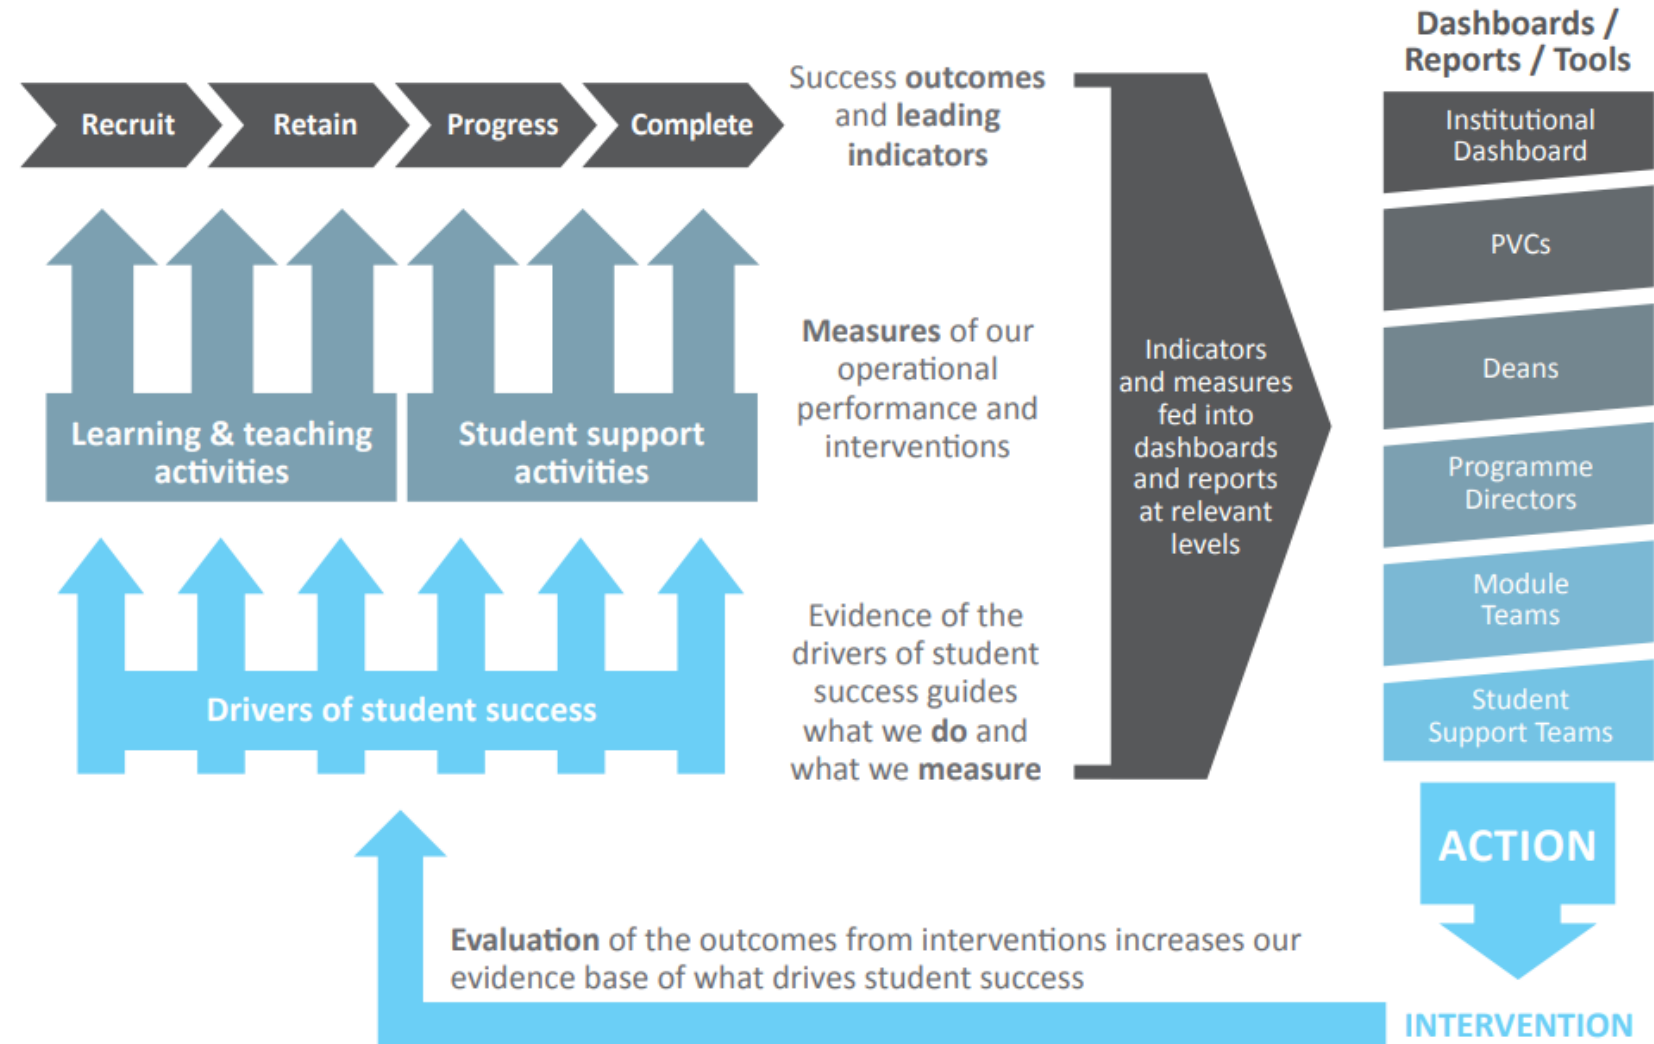 Recruit
Retain
Progress
Complete
Success outcomes
and leading
indicators
Learning & teaching
activities
Student support
activities
Measures of our
operational
performance and
interventions
Drivers of student success
Evidence of the
drivers of student
success guides
what we do and
what we measure
Indicators
and measures
fed into
dashboards
and reports
at relevant
levels
Dashboards /
Reports / Tools
Institutional
Dashboard
PVCs
Deans
Programme
Directors
Module
Teams
Student
Support Teams
ACTION
INTERVENTION
Evaluation of the outcomes from interventions increases our
evidence base of what drives student success